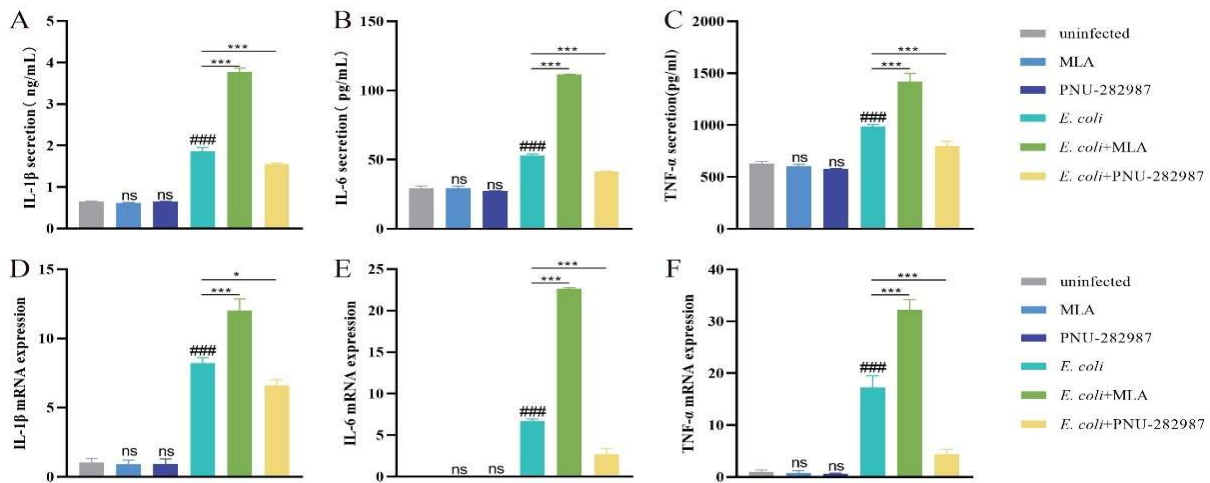 A
IL-1β secretion( ng/mL)
5
4
3
2
1
0
ns
ns
###
***
***
B
IL-6 secretion( pg/mL)
150
100
50
0
ns
ns
###
***
***
C
TNF-α secretion(pg/ml)
2000
1500
1000
500
0
ns
ns
###
***
***
uninfected
MLA
PNU-282987
E. coli
E. coli+MLA
E. coli+PNU-282987
D
IL-1β mRNA expression
15
10
5
0
ns
ns
###
***
*
E
IL-6 mRNA expression
25
20
15
10
5
0
ns
ns
###
***
***
F
TNF-α mRNA expression
40
30
20
10
0
ns
ns
###
***
***
uninfected
MLA
PNU-282987
E. coli
E. coli+MLA
E. coli+PNU-282987